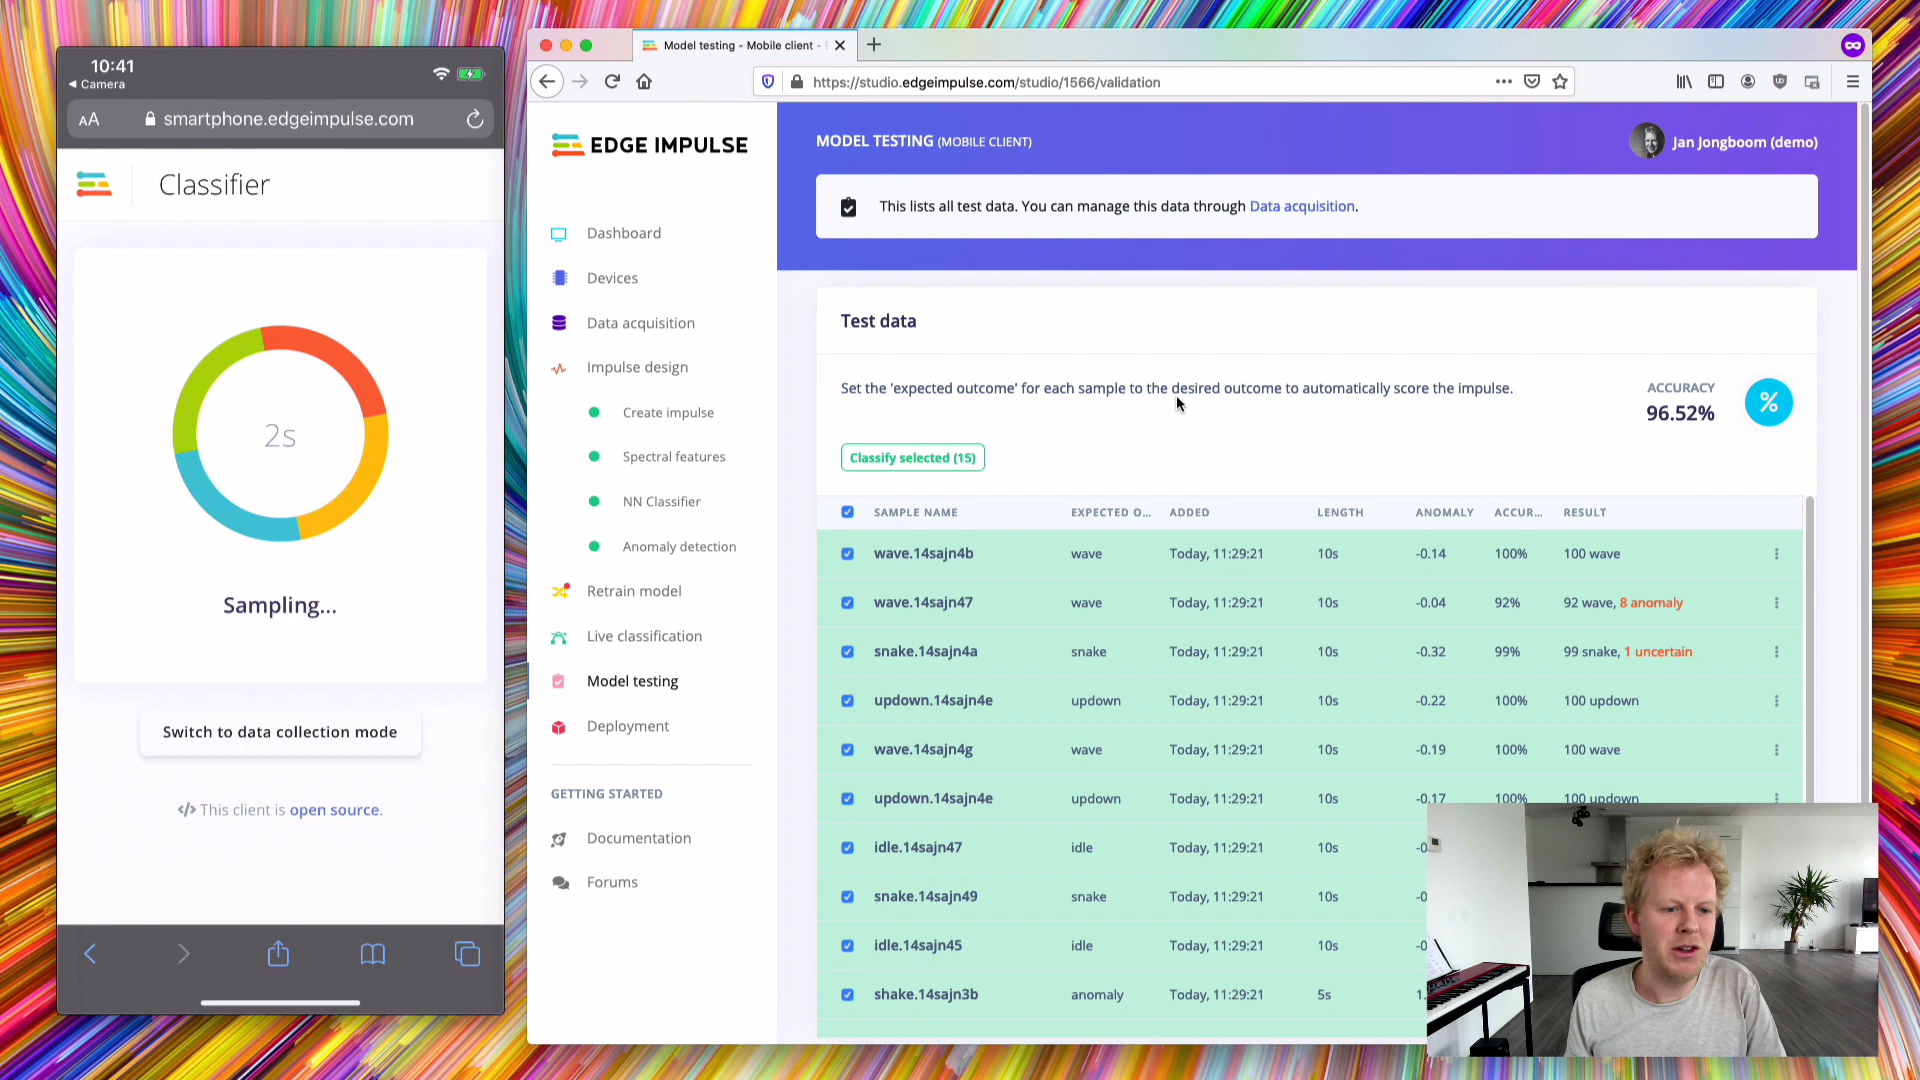 10:41
Camera
AA smartphone.edgeimpulse.com
Classifier
2s
Sampling...
Switch to data collection mode
</> This client is open source.
Model testing - Mobile client -
https://studio.edgeimpulse.com/studio/1566/validation
EDGE IMPULSE
Dashboard
Devices
Data acquisition
Impulse design
Create impulse
Spectral features
NN Classifier
Anomaly detection
Retrain model
Live classification
Model testing
Deployment
GETTING STARTED
Documentation
Forums
MODEL TESTING (MOBILE CLIENT)
Jan Jongboom (demo)
This lists all test data. You can manage this data through Data acquisition.
Test data
Set the 'expected outcome' for each sample to the desired outcome to automatically score the impulse.
ACCURACY
96.52%
%
Classify selected (15)
SAMPLE NAME EXPECTED O... ADDED LENGTH ANOMALY ACCUR... RESULT
wave.14sajn4b wave Today, 11:29:21 10s -0.14 100% 100 wave
wave.14sajn47 wave Today, 11:29:21 10s -0.04 92% 92 wave, 8 anomaly
snake.14sajn4a snake Today, 11:29:21 10s -0.32 99% 99 snake, 1 uncertain
updown.14sajn4e updown Today, 11:29:21 10s -0.22 100% 100 updown
wave.14sajn4g wave Today, 11:29:21 10s -0.19 100% 100 wave
updown.14sajn4e updown Today, 11:29:21 10s -0.17 100% 100 updown
idle.14sajn47 idle Today, 11:29:21 10s -0
snake.14sajn49 snake Today, 11:29:21 10s -0
idle.14sajn45 idle Today, 11:29:21 10s -0
shake.14sajn3b anomaly Today, 11:29:21 5s 1.